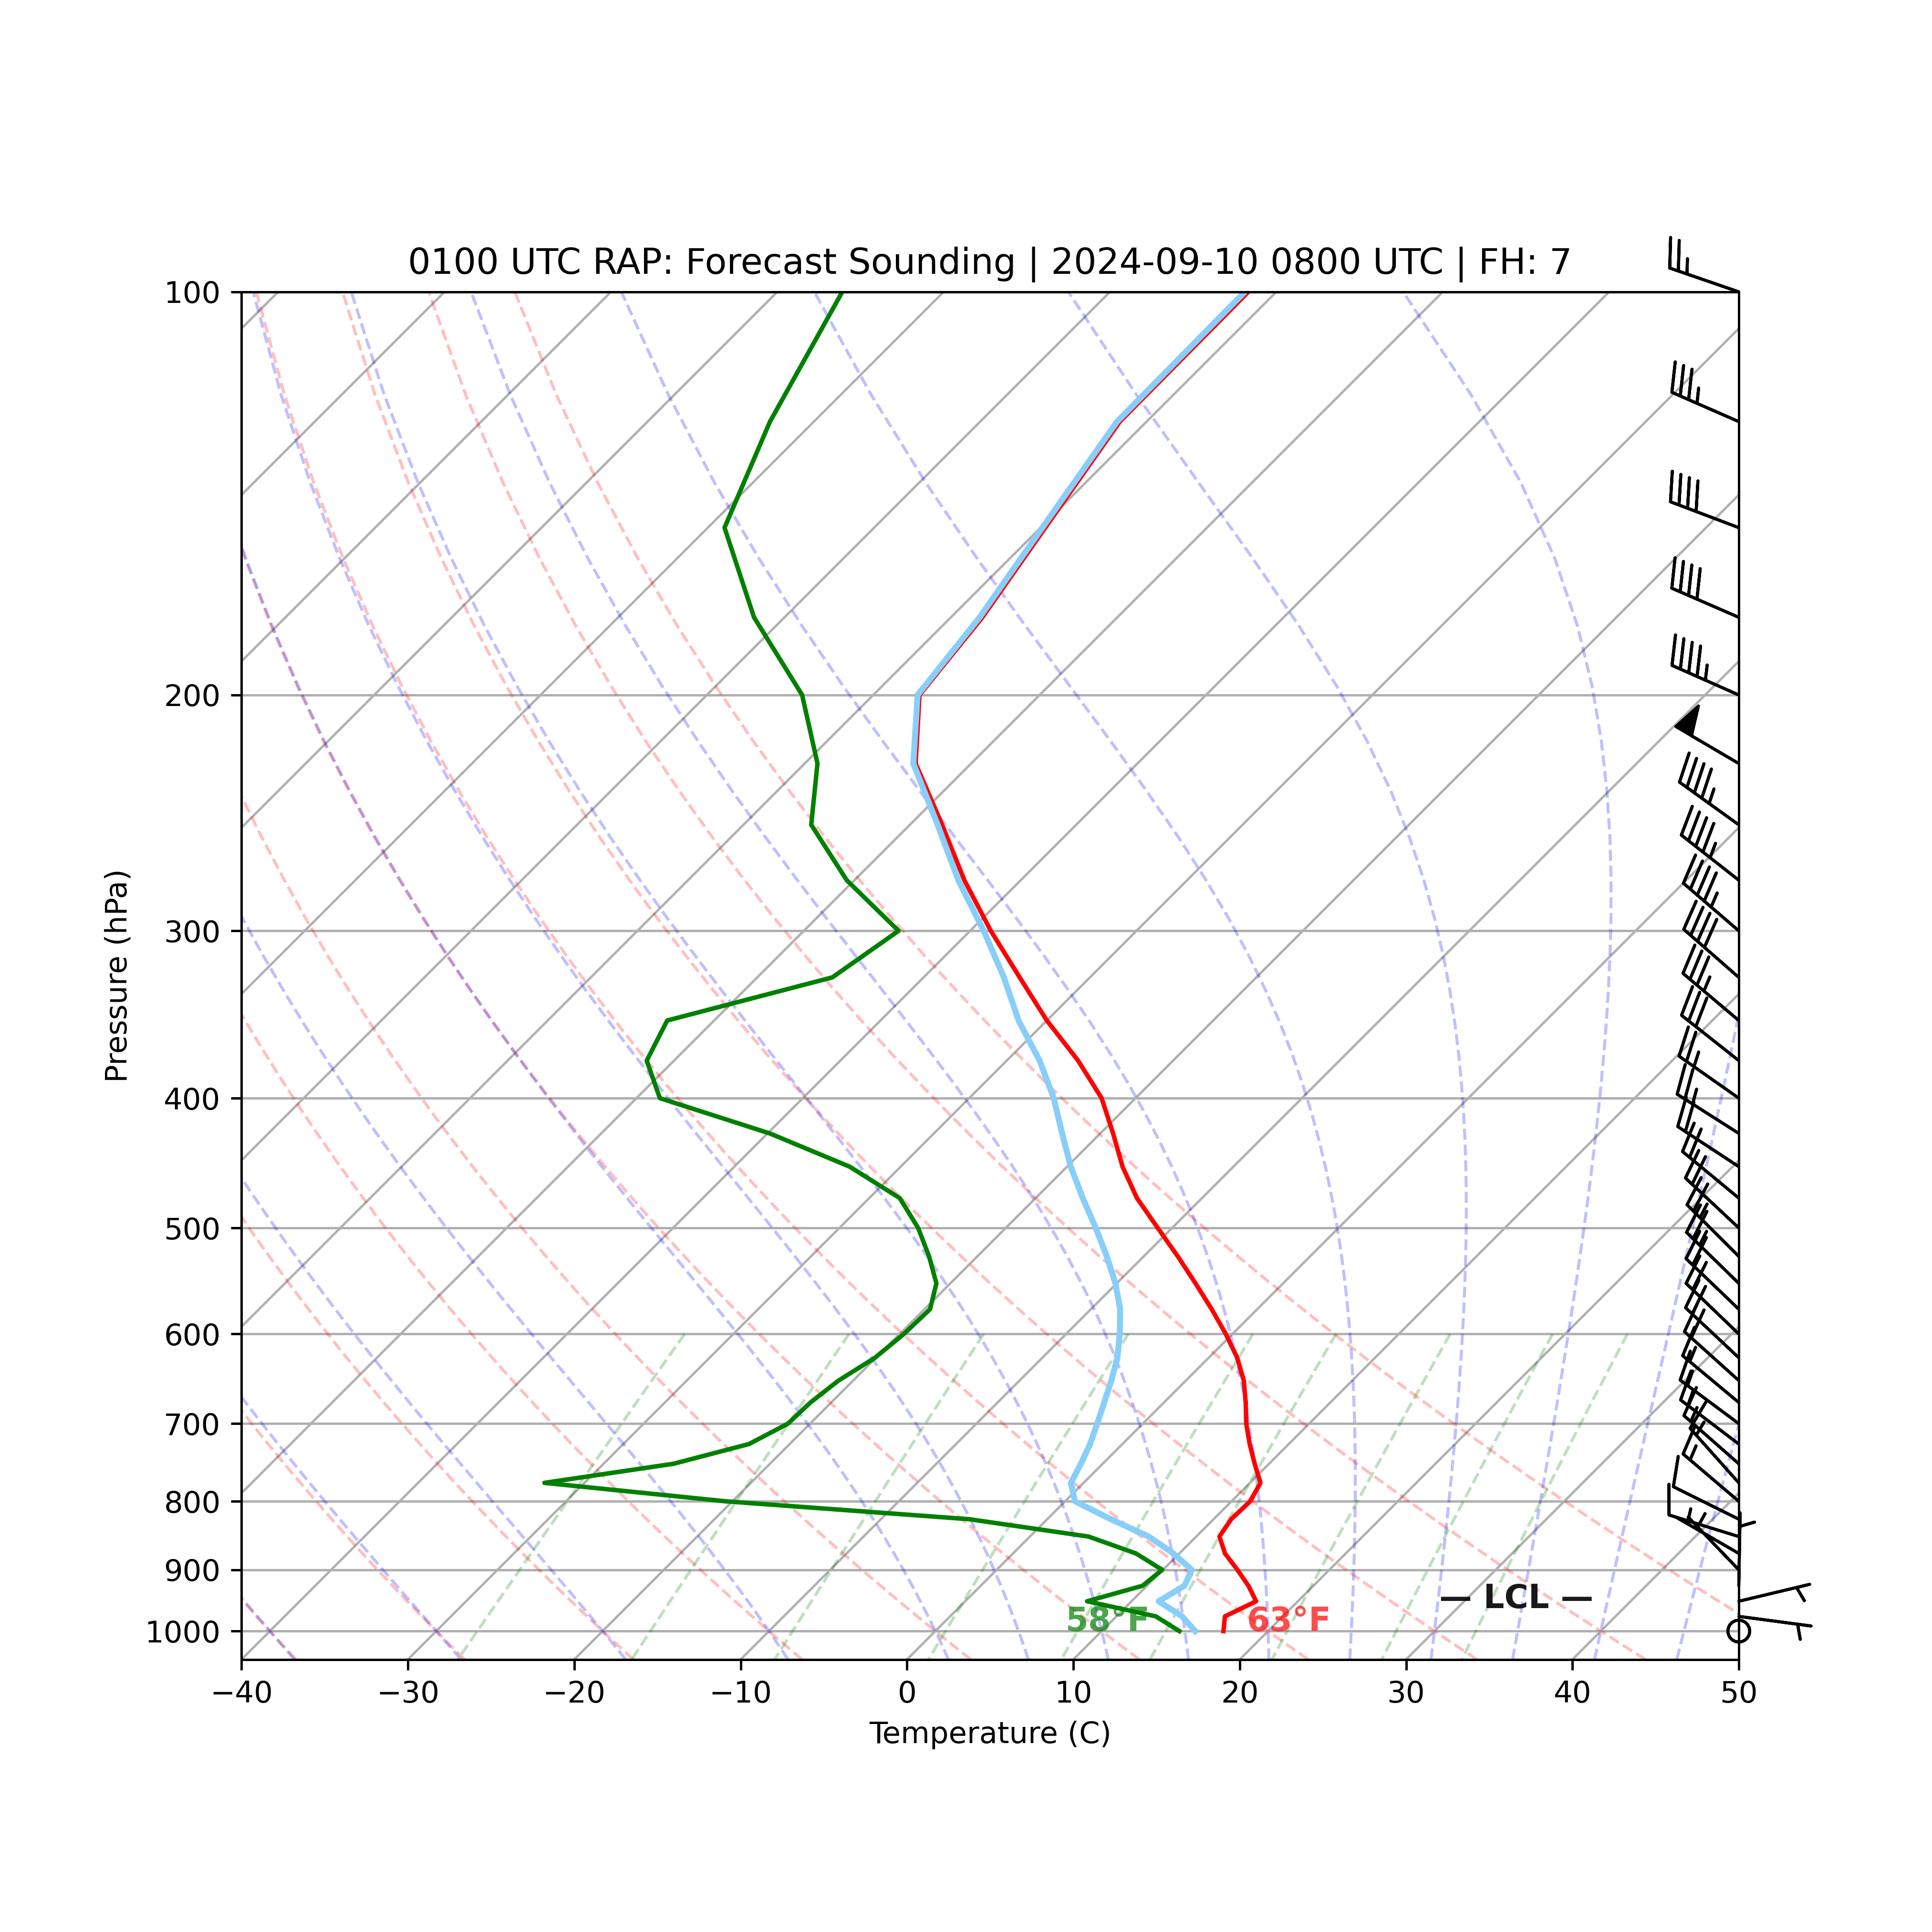 0100 UTC RAP: Forecast Sounding | 2024-09-10 0800 UTC | FH: 7
100
200
300
400
500
600
700
800
900
1000
Pressure (hPa)
58°F
63°F
— LCL —
−40 −30 −20 −10 0 10 20 30 40 50
Temperature (C)